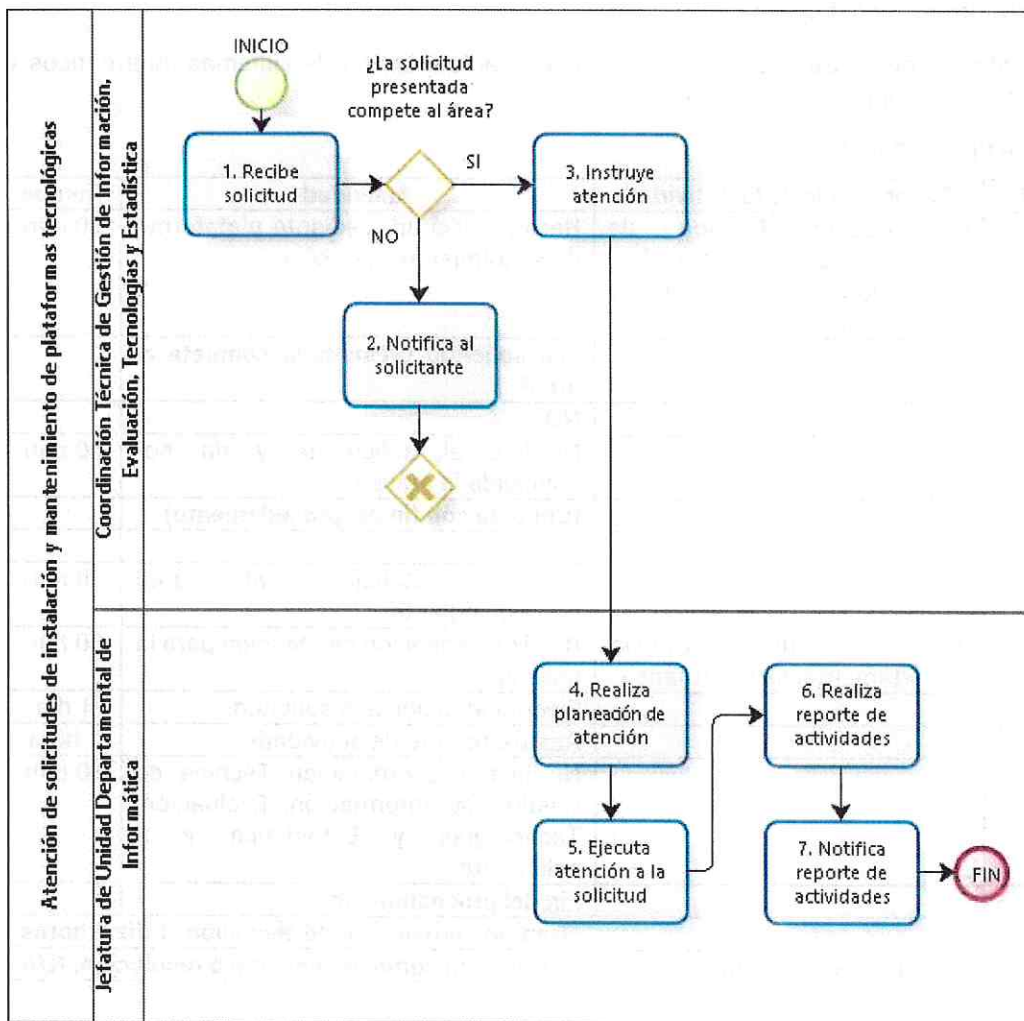 Atención de solicitudes de instalación y mantenimiento de plataformas tecnológicas
Coordinación Técnica de Gestión de Información,
Evaluación, Tecnologías y Estadística
INICIO
¿La solicitud
presentada
compete al área?
1. Recibe
solicitud
SI
3. Instruye
atención
NO
2. Notifica al
solicitante
Jefatura de Unidad Departamental de
Informática
4. Realiza
planeación de
atención
6. Realiza
reporte de
actividades
5. Ejecuta
atención a la
solicitud
7. Notifica
reporte de
actividades
FIN